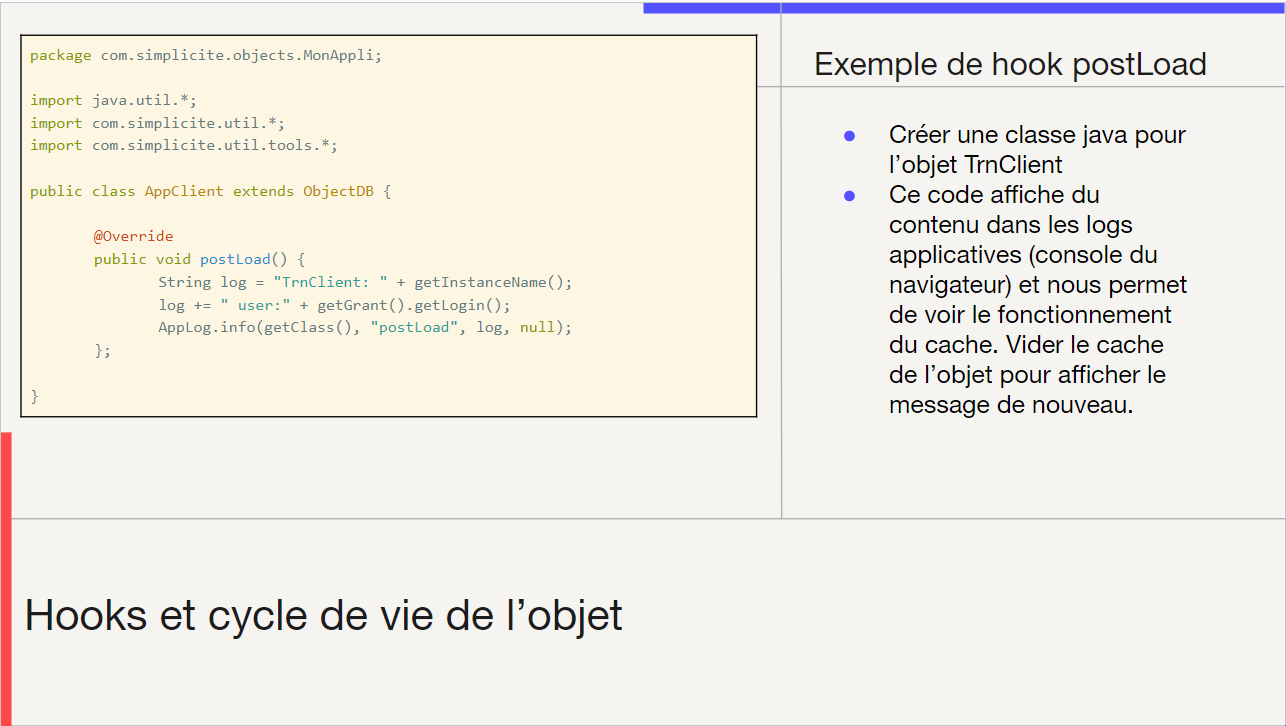 package com.simplicite.objects.MonAppli;
import java.util.*;
import com.simplicite.util.*;
import com.simplicite.util.tools.*;
public class AppClient extends ObjectDB {
@Override
public void postLoad() {
String log = "TrnClient: " + getInstanceName();
log += " user:" + getGrant().getLogin();
AppLog.info(getClass(), "postLoad", log, null);
};
}
Exemple de hook postLoad
Créer une classe java pour
l’objet TrnClient
Ce code affiche du
contenu dans les logs
applicatives (console du
navigateur) et nous permet
de voir le fonctionnement
du cache. Vider le cache
de l’objet pour afficher le
message de nouveau.
Hooks et cycle de vie de l’objet